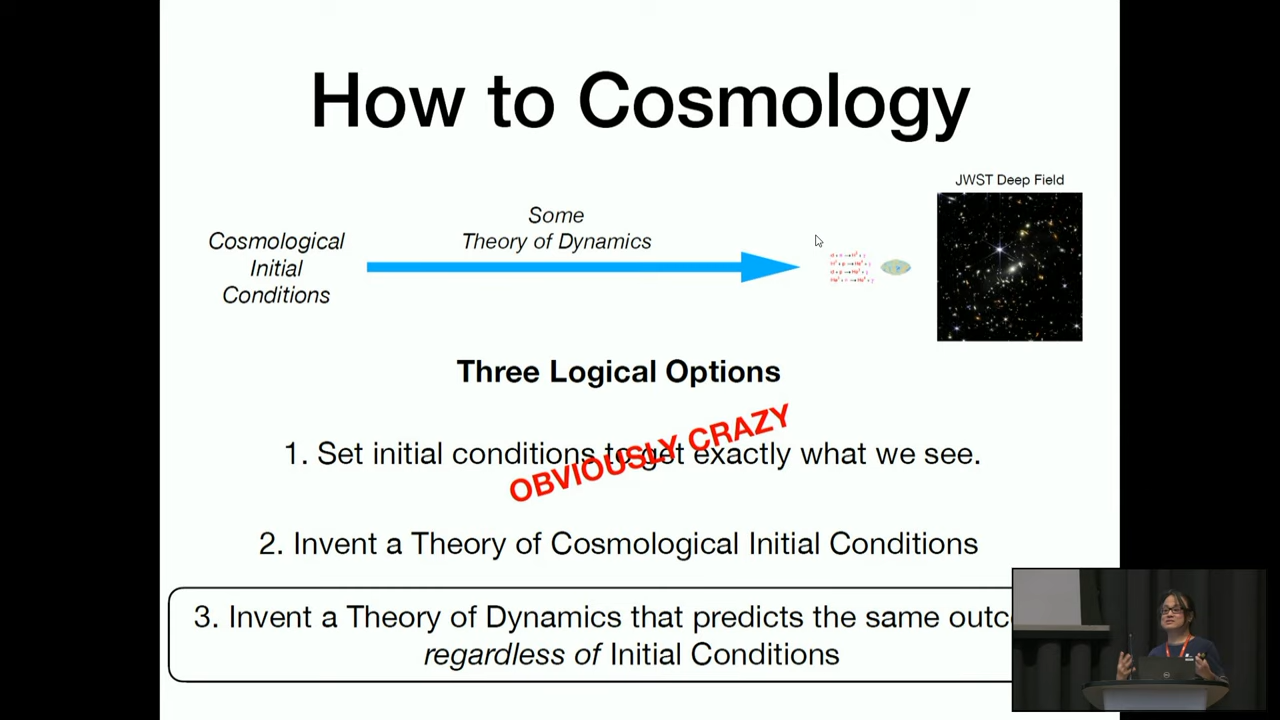 How to Cosmology
JWST Deep Field
Some
Theory of Dynamics
Cosmological
Initial
Conditions
Three Logical Options
1. Set initial conditions to get exactly what we see.
OBVIOUSLY CRAZY
2. Invent a Theory of Cosmological Initial Conditions
3. Invent a Theory of Dynamics that predicts the same outc
regardless of Initial Conditions